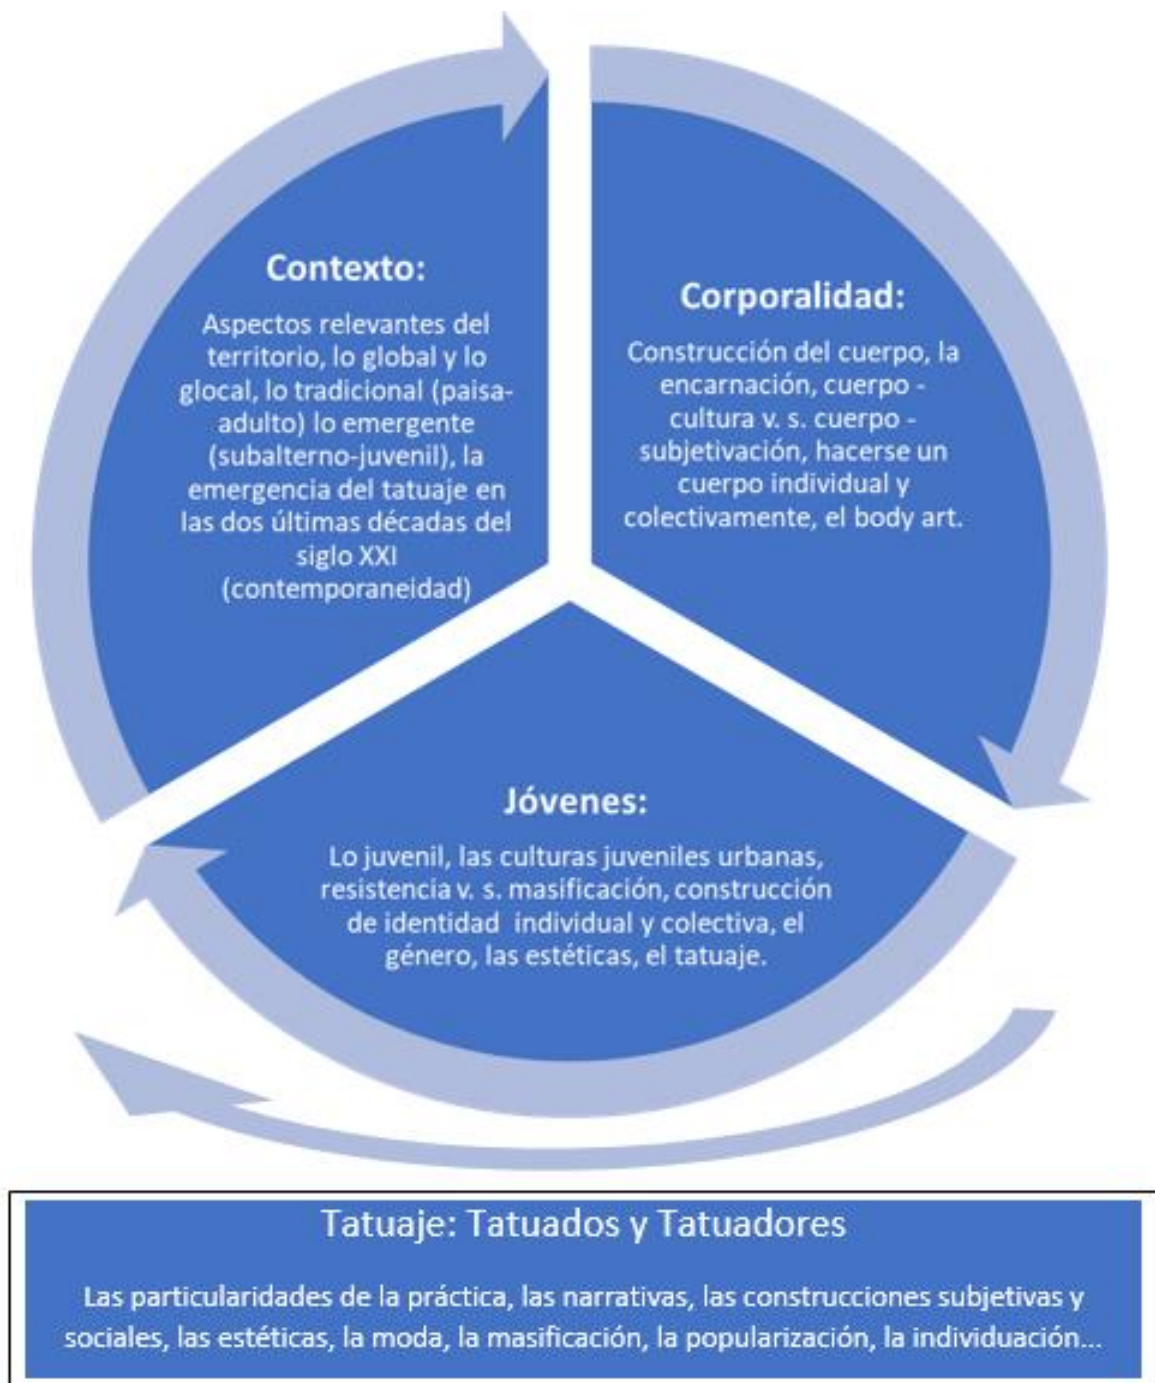 Contexto:
Aspectos relevantes del
territorio, lo global y lo
glocal, lo tradicional (paisa-
adulto) lo emergente
(subalterno-juvenil), la
emergencia del tatuaje en
las dos últimas décadas del
siglo XXI
(contemporaneidad)
Corporalidad:
Construcción del cuerpo, la
encarnación, cuerpo -
cultura v. s. cuerpo -
subjetivación, hacerse un
cuerpo individual y
colectivamente, el body art.
Jóvenes:
Lo juvenil, las culturas juveniles urbanas,
resistencia v. s. masificación, construcción
de identidad  individual y colectiva, el
género, las estéticas, el tatuaje.
Tatuaje: Tatuados y Tatuadores
Las particularidades de la práctica, las narrativas, las construcciones subjetivas y
sociales, las estéticas, la moda, la masificación, la popularización, la individuación...